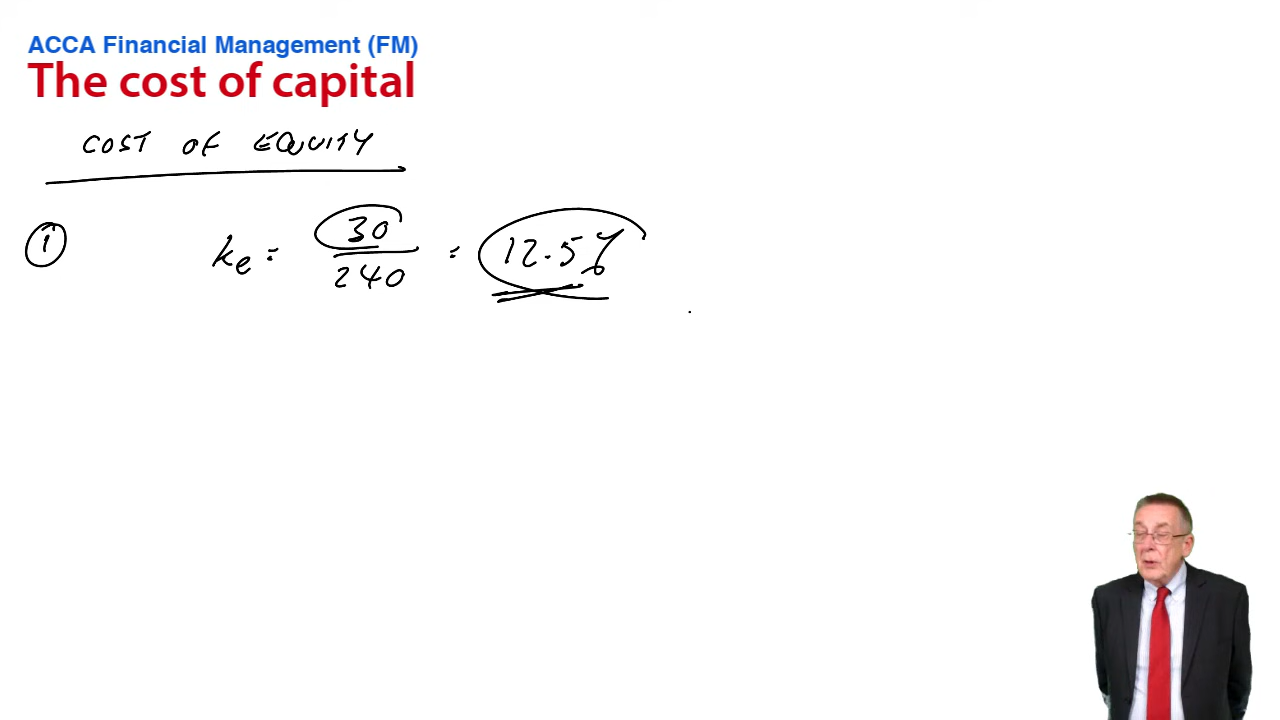 ACCA Financial Management (FM)
The cost of capital
COST OF EQUITY
1 ke = 30/240 = 12.5%